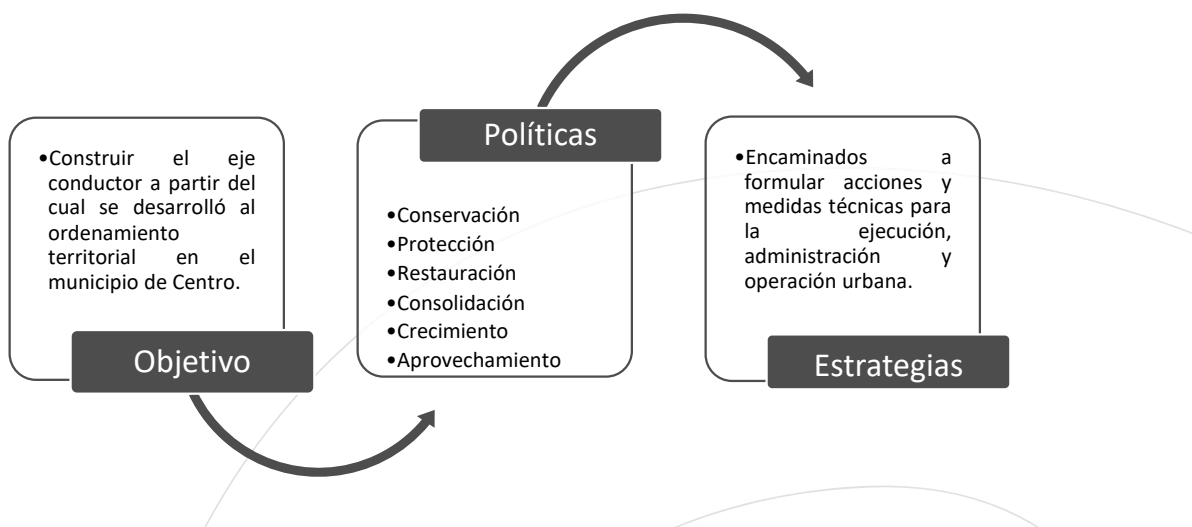 •Construir el eje
conductor a partir del
cual se desarrolló al
ordenamiento
territorial en el
municipio de Centro.
Objetivo
Políticas
•Conservación
•Protección
•Restauración
•Consolidación
•Crecimiento
•Aprovechamiento
•Encaminados a
formular acciones y
medidas técnicas para
la ejecución,
administración y
operación urbana.
Estrategias